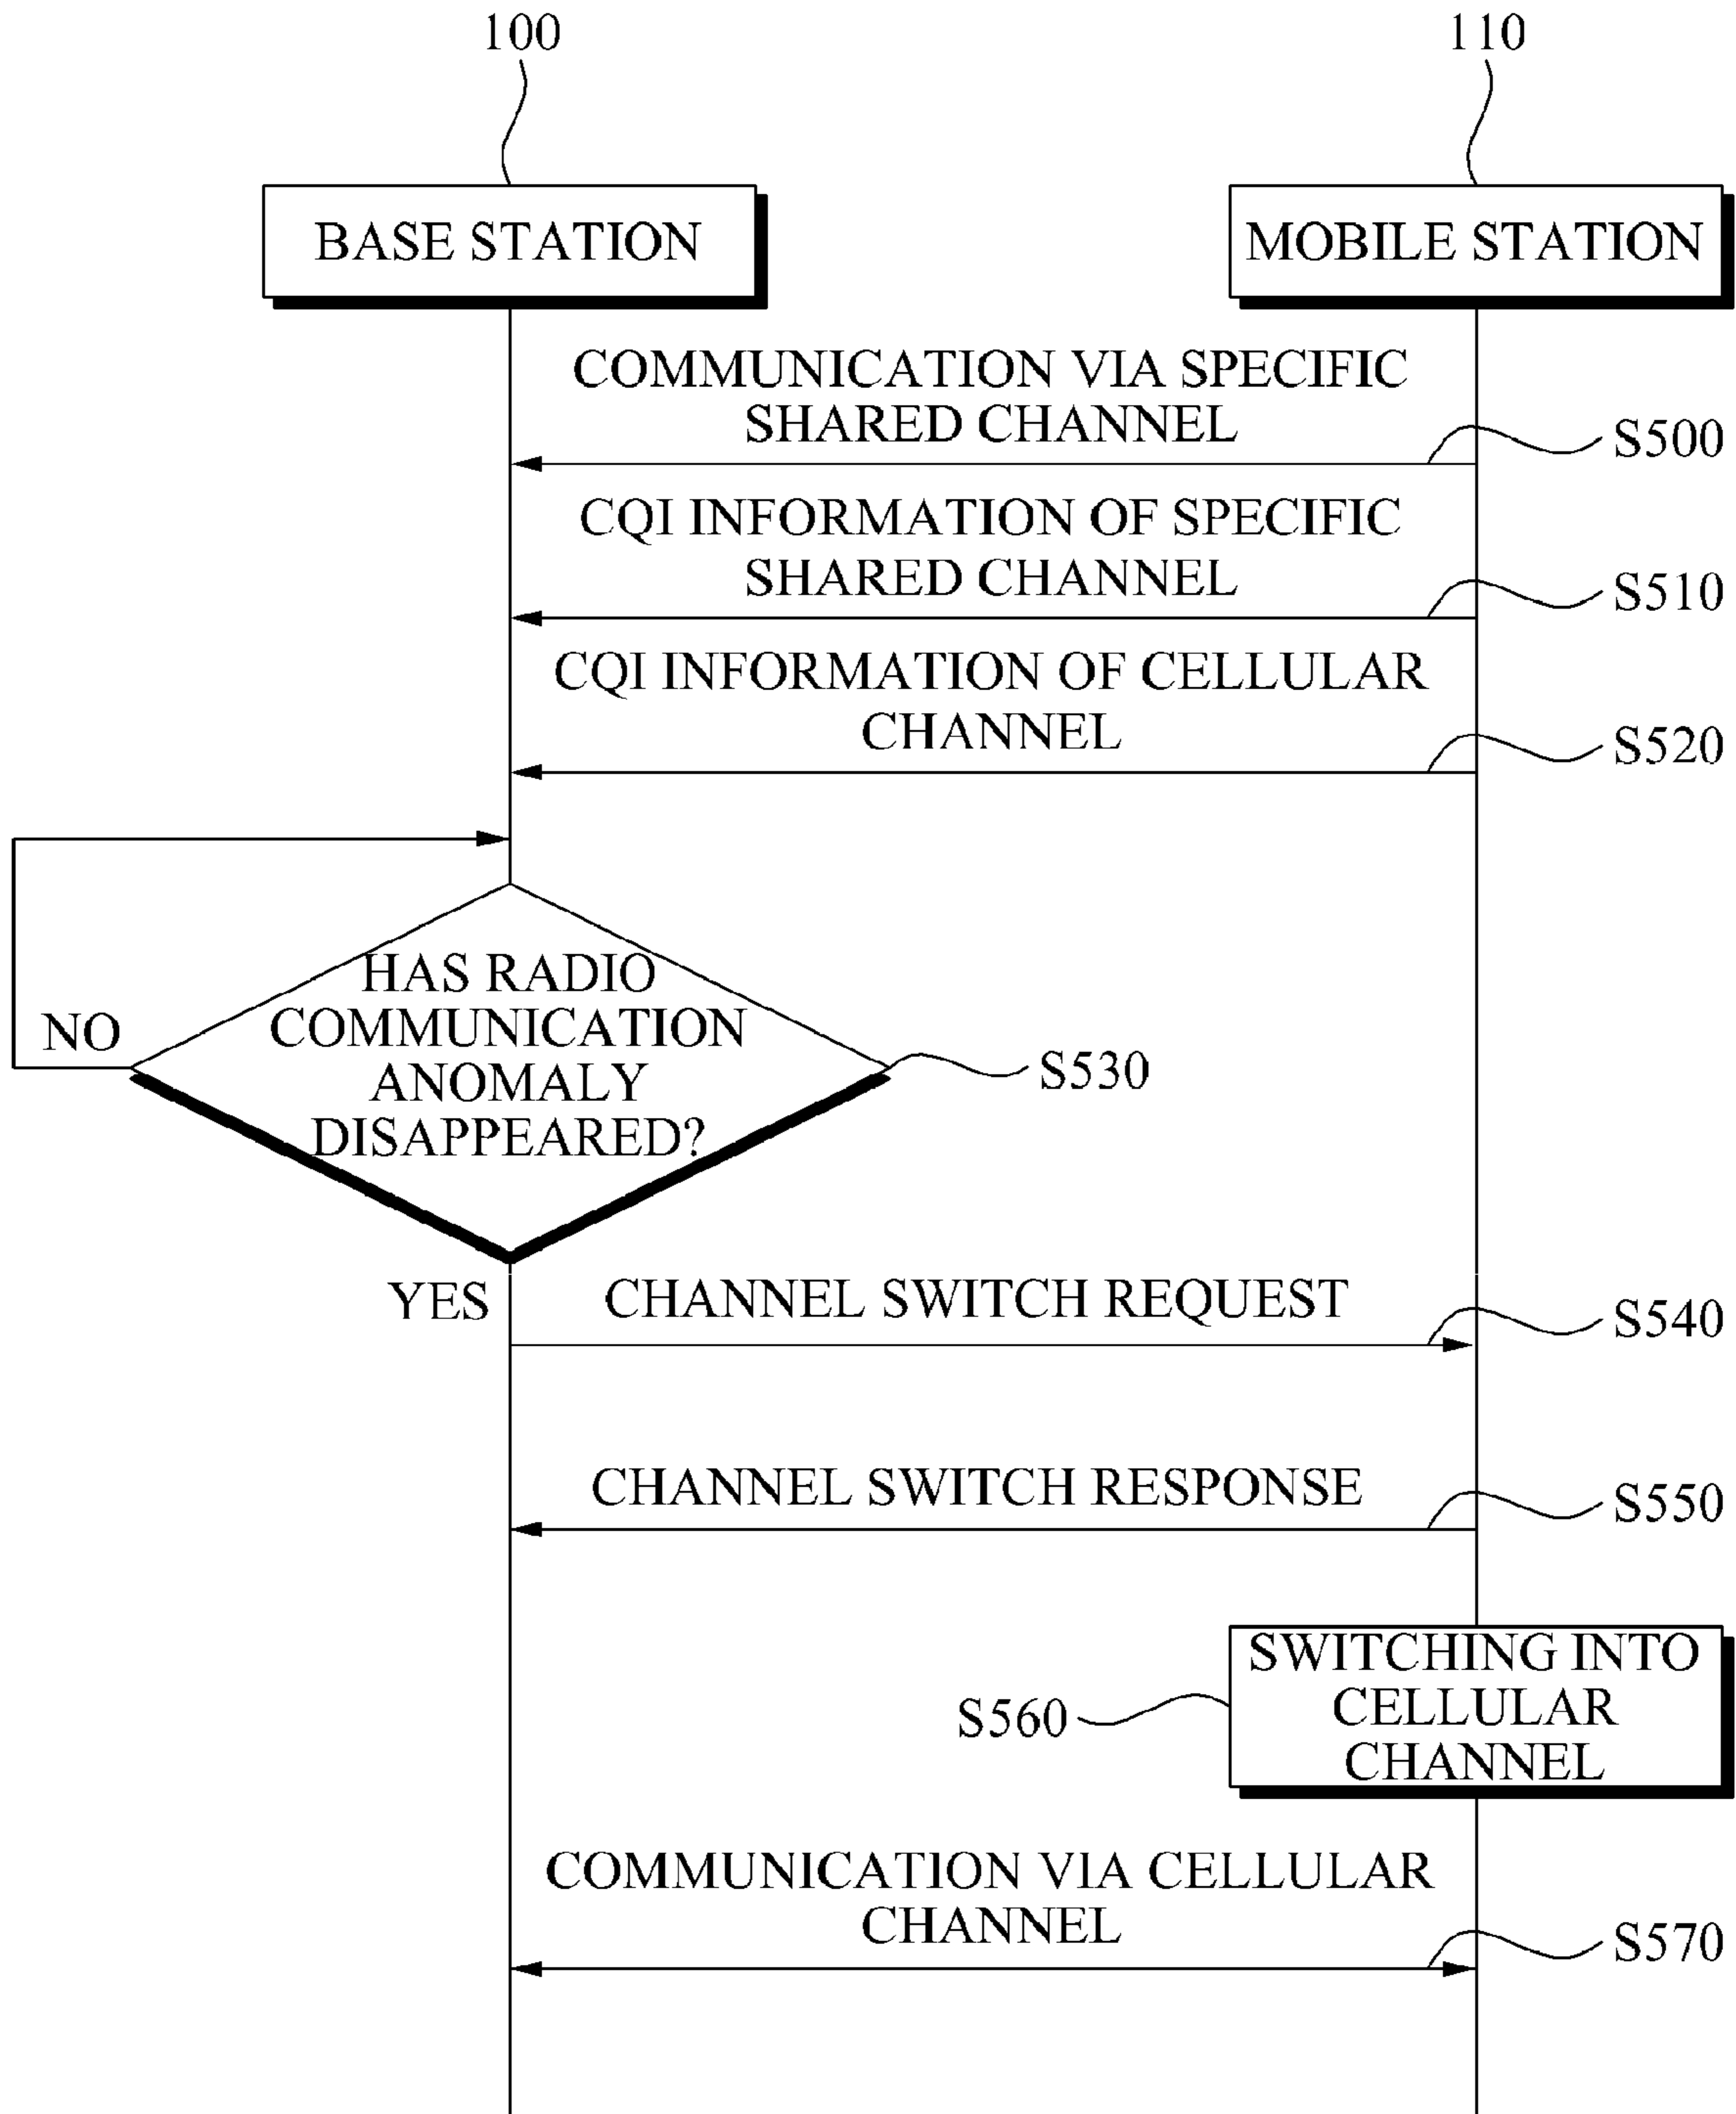 100
110
BASE STATION
MOBILE STATION
COMMUNICATION VIA SPECIFIC
SHARED CHANNEL
S500
CQI INFORMATION OF SPECIFIC
SHARED CHANNEL
S510
CQI INFORMATION OF CELLULAR
CHANNEL
S520
HAS RADIO
COMMUNICATION
ANOMALY
DISAPPEARED?
NO
S530
YES
CHANNEL SWITCH REQUEST
S540
CHANNEL SWITCH RESPONSE
S550
SWITCHING INTO
CELLULAR
CHANNEL
S560
COMMUNICATION VIA CELLULAR
CHANNEL
S570